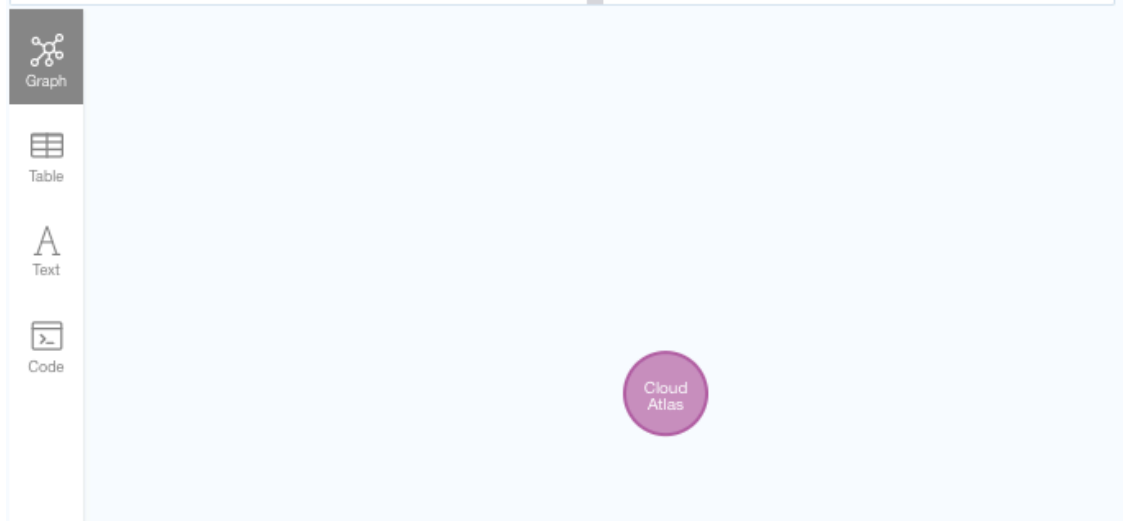 Graph
Table
A
Text
Code
Cloud
Atlas